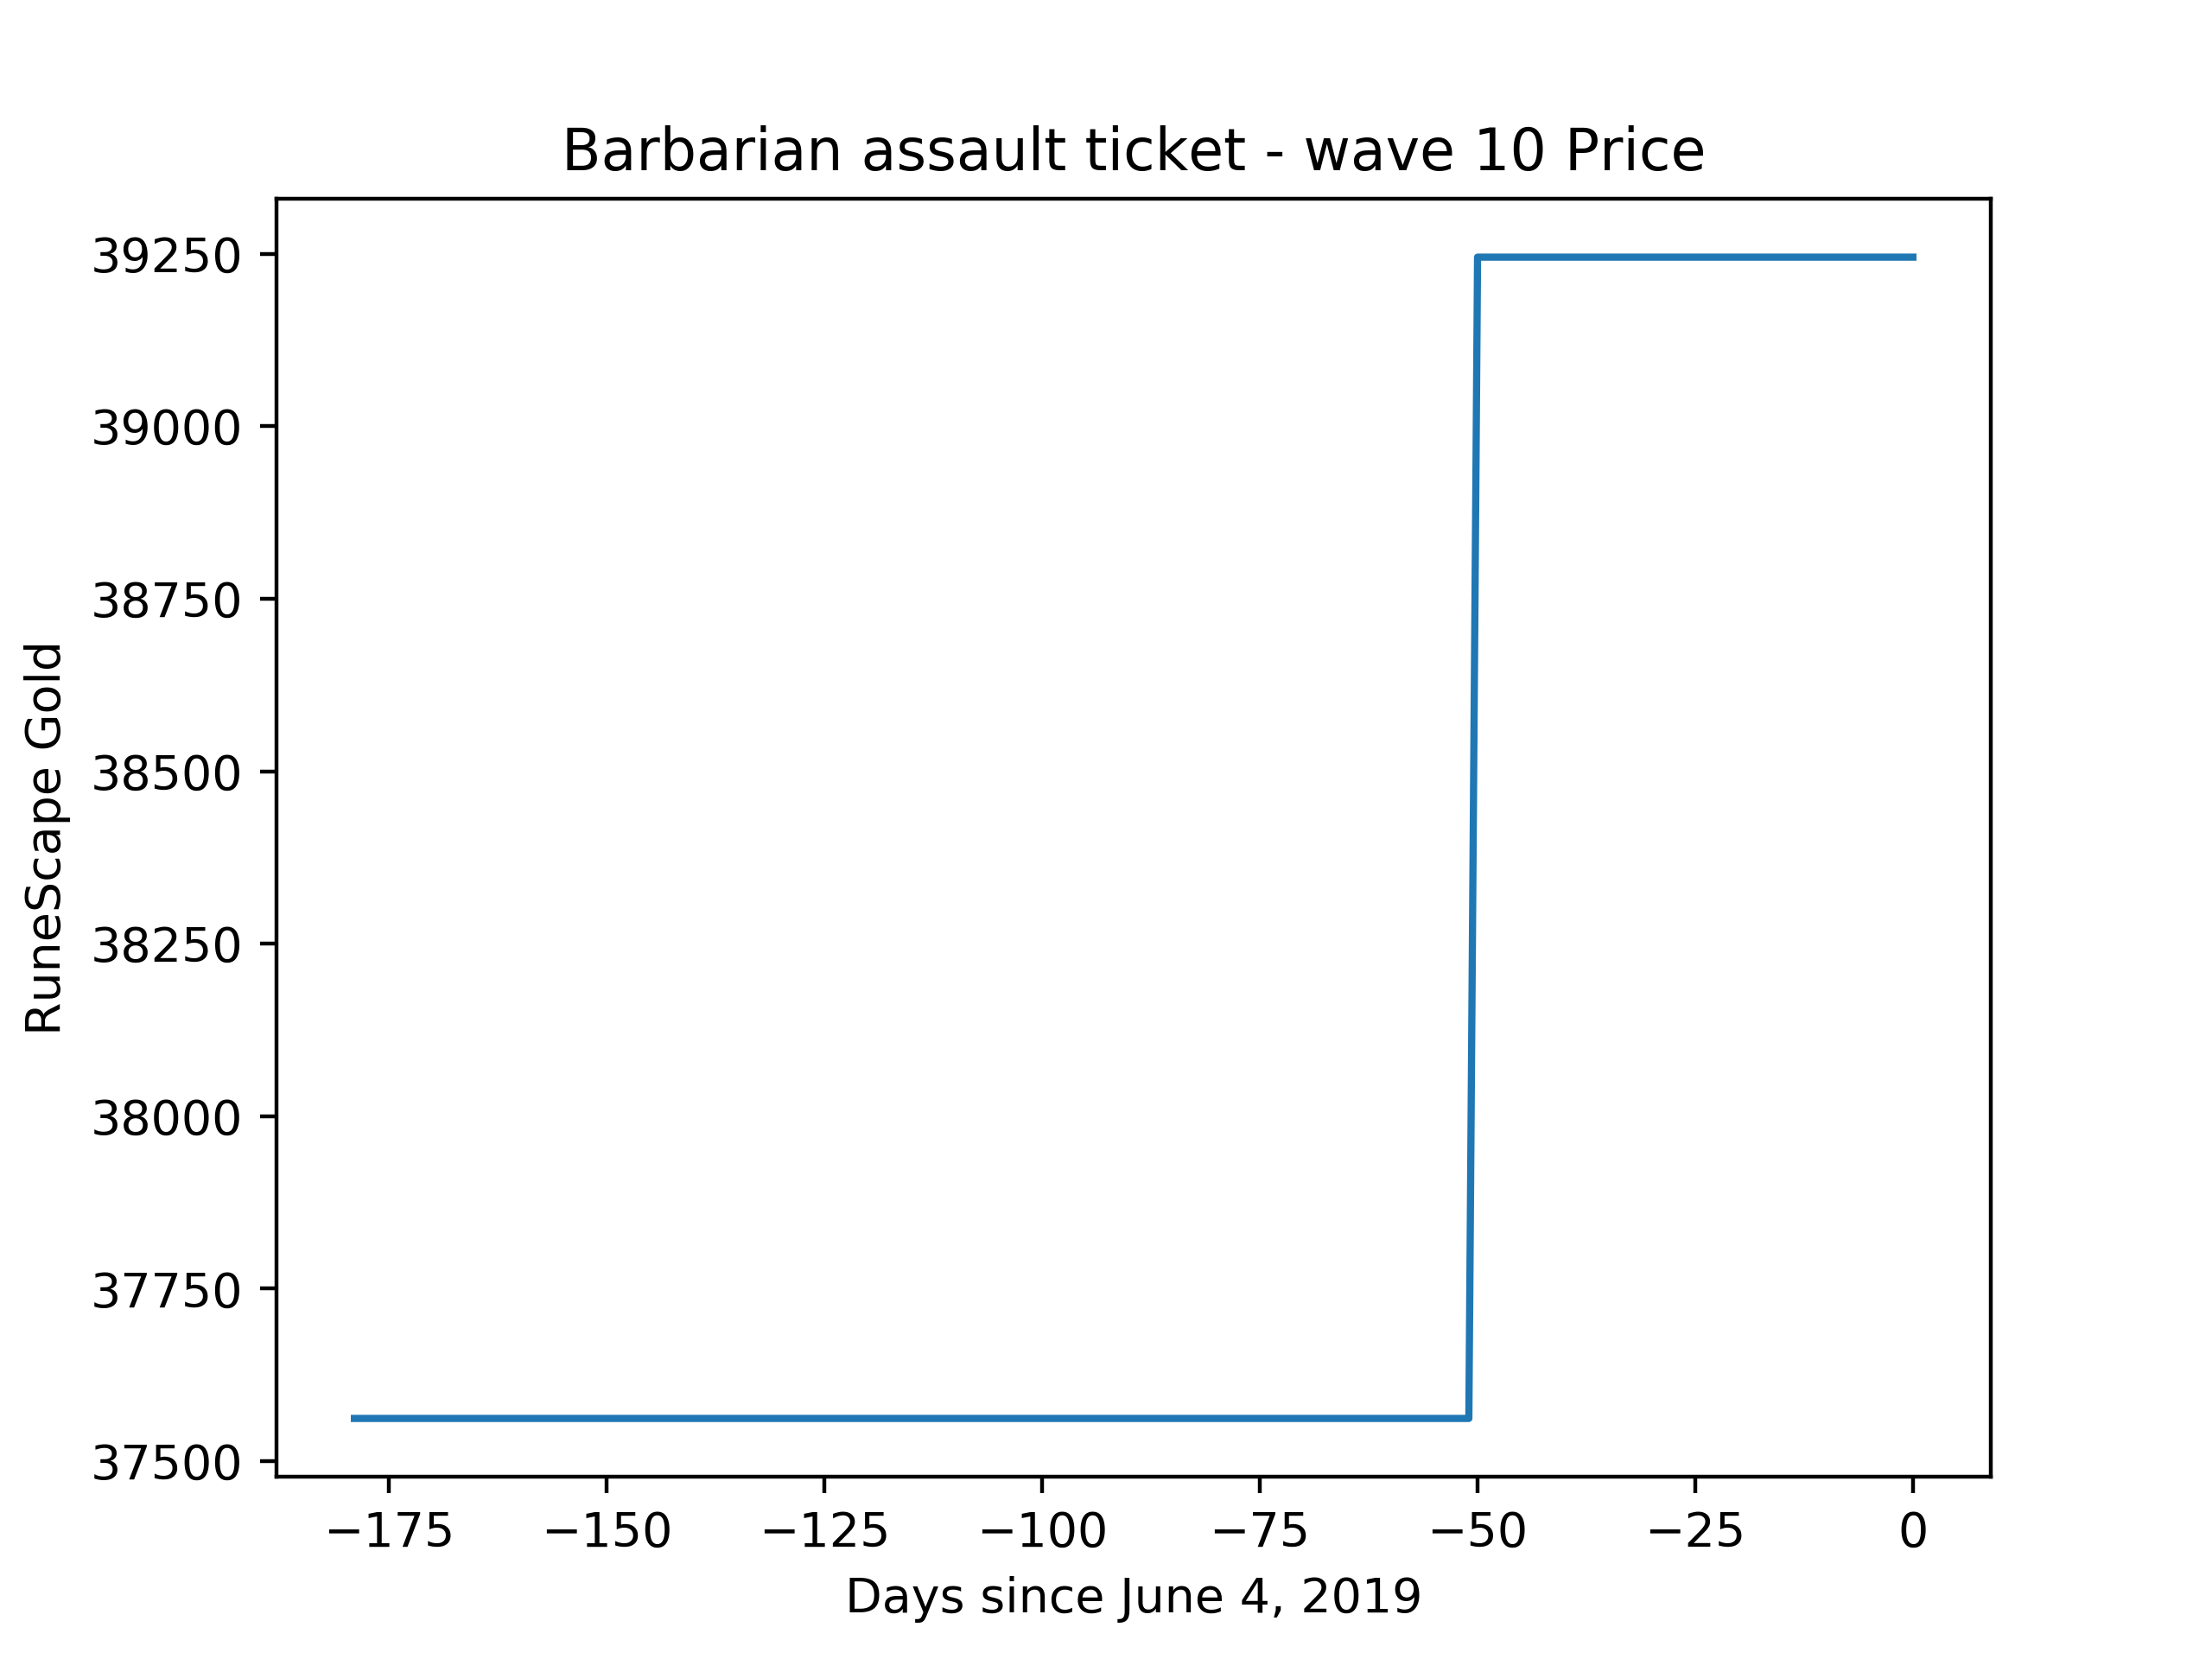 Barbarian assault ticket - wave 10 Price
RuneScape Gold
39250
39000
38750
38500
38250
38000
37750
37500
−175 −150 −125 −100 −75 −50 −25 0
Days since June 4, 2019